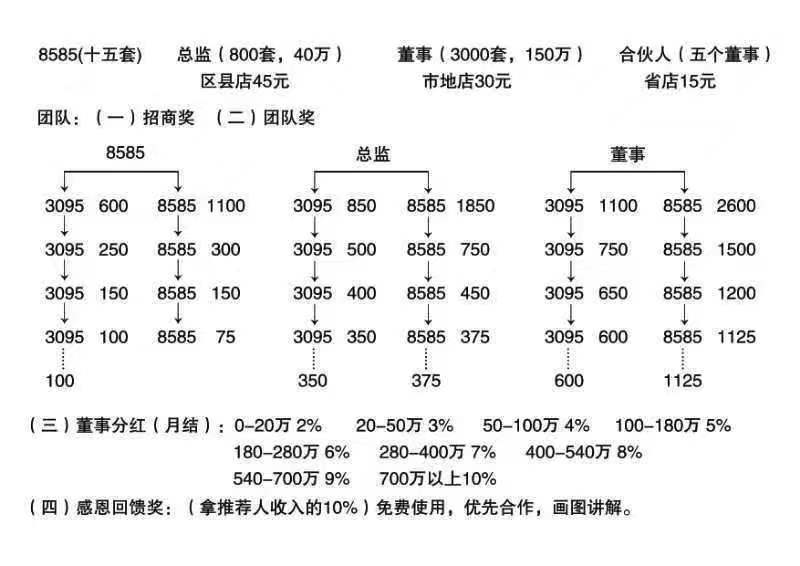 8585(十五套) 总监(800套，40万) 董事(3000套，150万) 合伙人(五个董事)
区县店45元 市地店30元 省店15元
团队：(一)招商奖 (二)团队奖
8585 总监 董事
3095 600 8585 1100 3095 850 8585 1850 3095 1100 8585 2600
3095 250 8585 300 3095 500 8585 750 3095 750 8585 1500
3095 150 8585 150 3095 400 8585 450 3095 650 8585 1200
3095 100 8585 75 3095 350 8585 375 3095 600 8585 1125
100 350 375 600 1125
(三)董事分红(月结)：0-20万 2% 20-50万 3% 50-100万 4% 100-180万 5%
180-280万 6% 280-400万 7% 400-540万 8%
540-700万 9% 700万以上10%
(四)感恩回馈奖：(拿推荐人收入的10%)免费使用，优先合作，画图讲解。